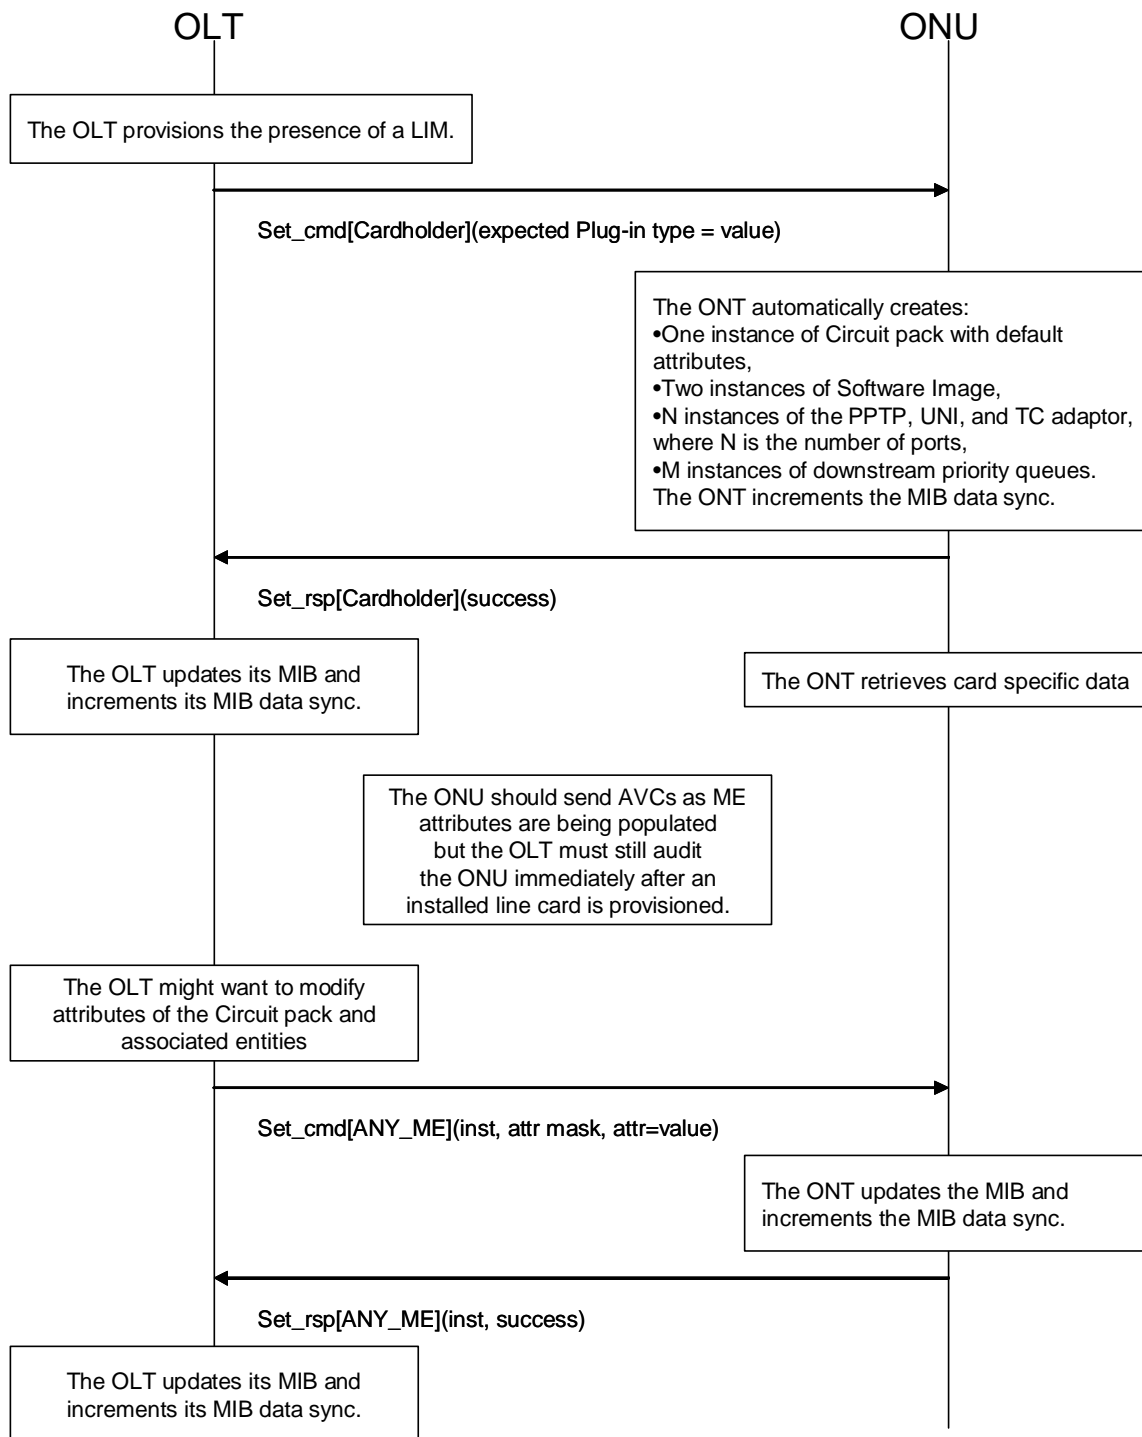 OLT
ONU
The OLT provisions the presence of a LIM.
Set_cmd[Cardholder](expected Plug-in type = value)
The ONT automatically creates:
•One instance of Circuit pack with default
attributes,
•Two instances of Software Image,
•N instances of the PPTP, UNI, and TC adaptor,
where N is the number of ports,
•M instances of downstream priority queues.
The ONT increments the MIB data sync.
Set_rsp[Cardholder](success)
The OLT updates its MIB and
increments its MIB data sync.
The ONT retrieves card specific data
The ONU should send AVCs as ME
attributes are being populated
but the OLT must still audit
the ONU immediately after an
installed line card is provisioned.
The OLT might want to modify
attributes of the Circuit pack and
associated entities
Set_cmd[ANY_ME](inst, attr mask, attr=value)
The ONT updates the MIB and
increments the MIB data sync.
Set_rsp[ANY_ME](inst, success)
The OLT updates its MIB and
increments its MIB data sync.